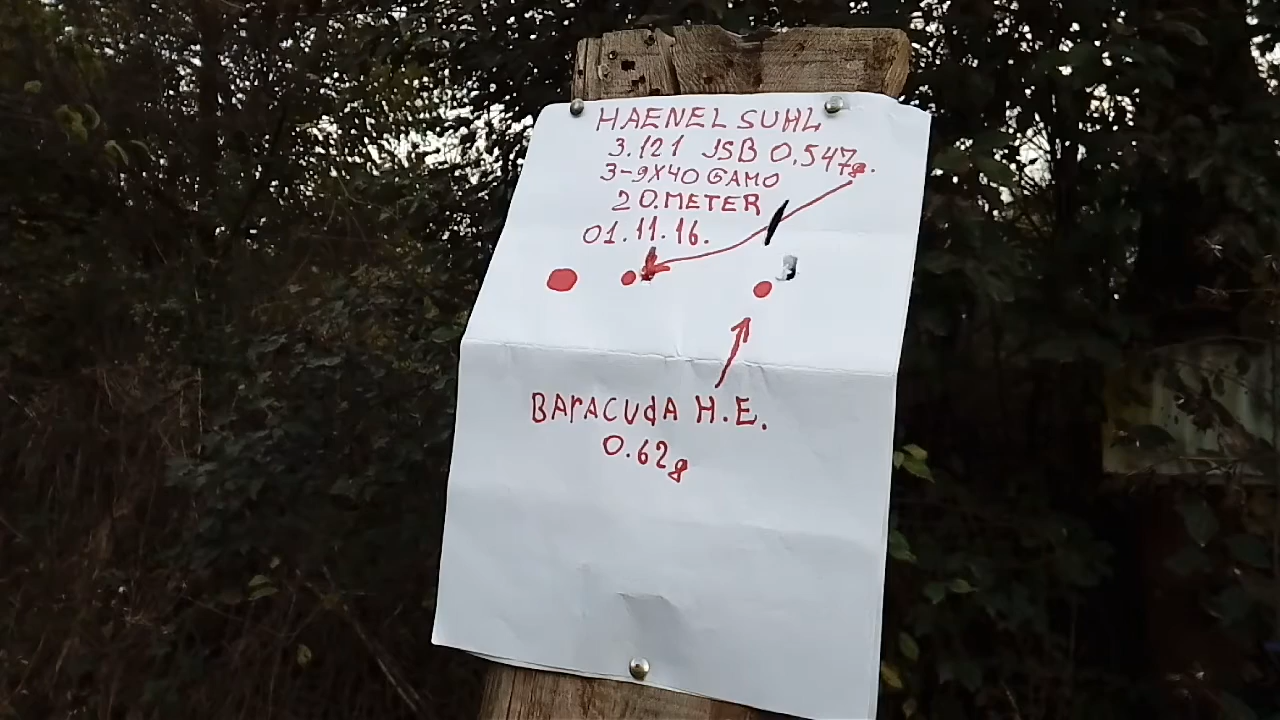 HAENEL SUHL
3.121 JSB 0.547g.
3-9X40 GAMO
20.METER
01.11.16.
BArACUdA H.E.
0.62g